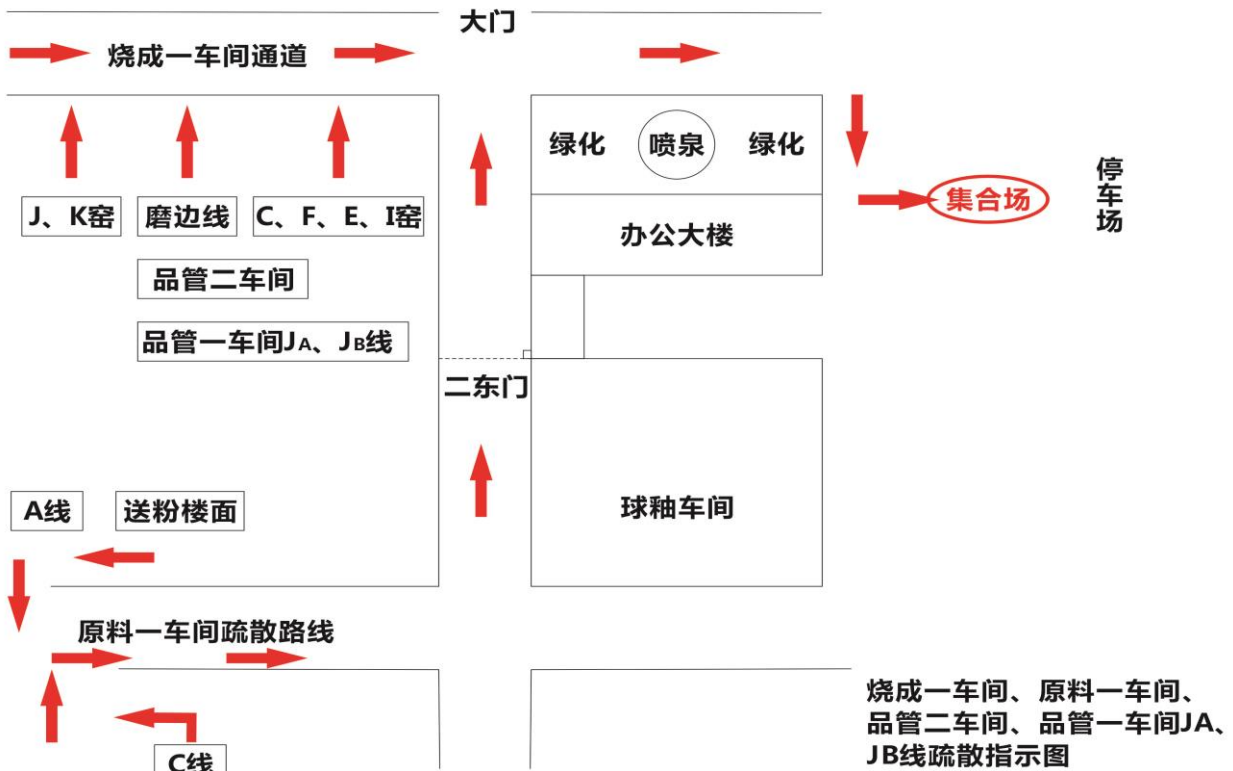 大门
烧成一车间通道
绿化
喷泉
绿化
停车场
集合场
J、K窑
磨边线
C、F、E、I窑
办公大楼
品管二车间
品管一车间JA、JB线
二东门
A线
送粉楼面
球釉车间
原料一车间疏散路线
烧成一车间、原料一车间、
品管二车间、品管一车间JA、
JB线疏散指示图
C线